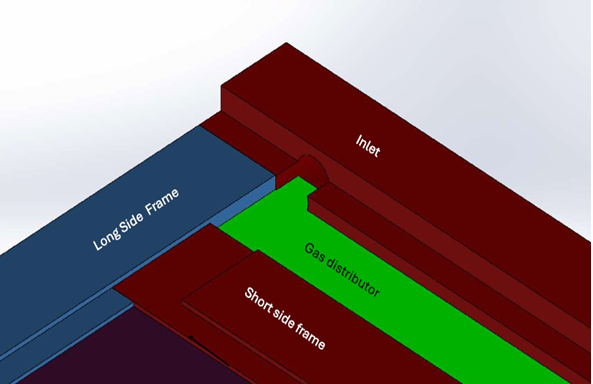 Inlet
Long Side Frame
Gas distributor
Short side frame